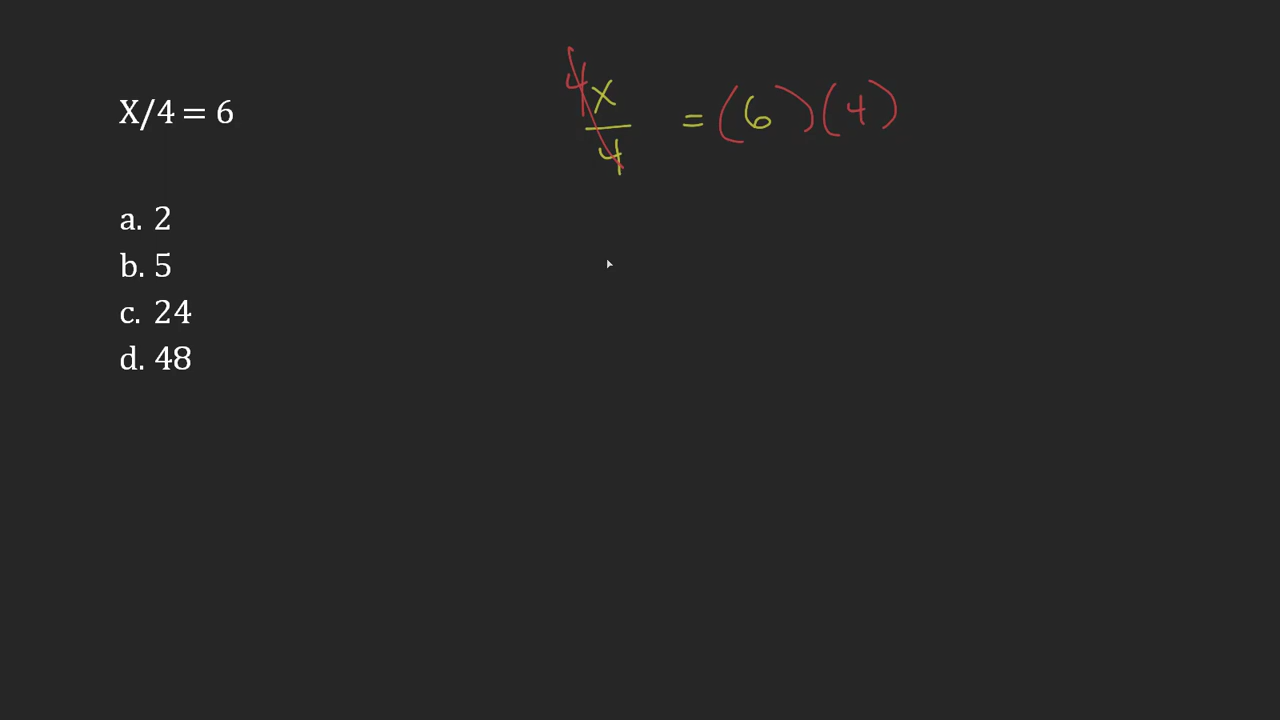 X/4 = 6
a. 2
b. 5
c. 24
d. 48
4x
4
= (6)(4)